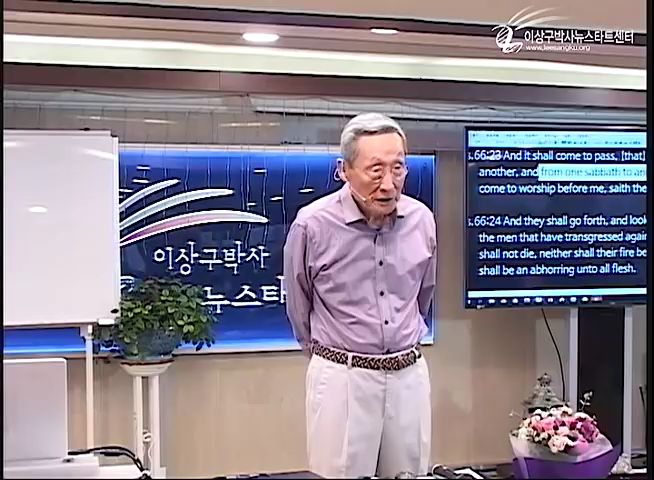 이상구박사뉴스타트센터
www.leesangku.org
이상구박사
뉴스타
s.66:23 And it shall come to pass, [that]
another, and from one sabbath to an
come to worship before me, saith the
s.66:24 And they shall go forth, and look
the men that have transgressed agai
shall not die, neither shall their fire be
shall be an abhorring unto all flesh.